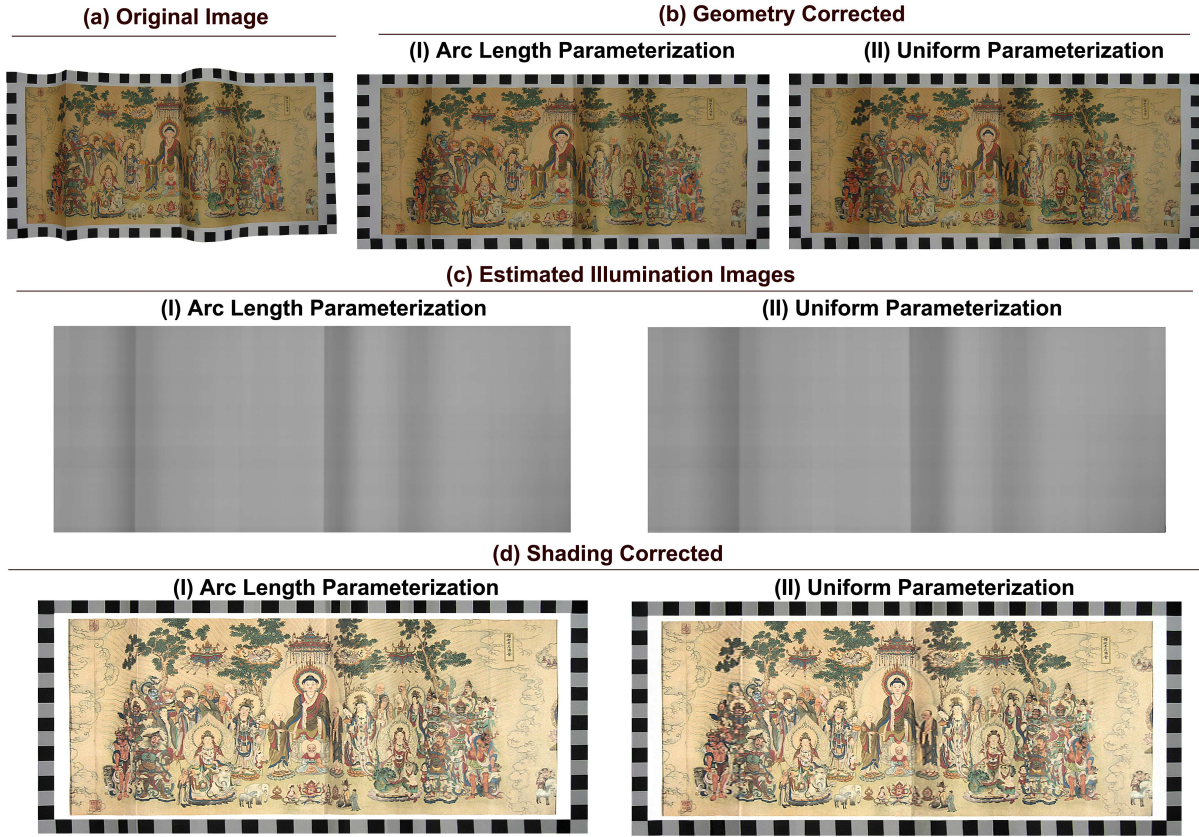 (a) Original Image
(b) Geometry Corrected
(I) Arc Length Parameterization
(II) Uniform Parameterization
(c) Estimated Illumination Images
(I) Arc Length Parameterization
(II) Uniform Parameterization
(d) Shading Corrected
(I) Arc Length Parameterization
(II) Uniform Parameterization